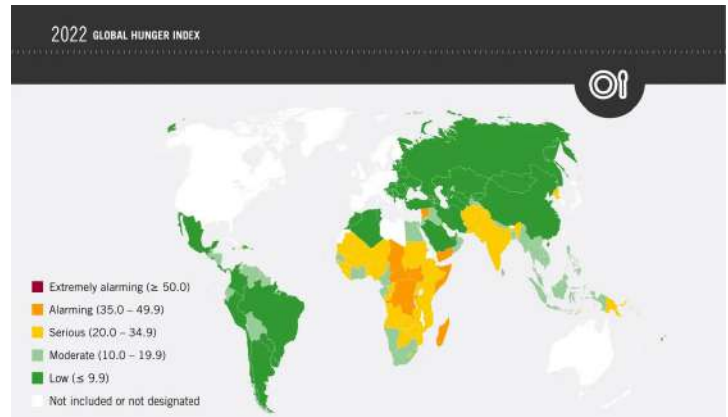 2022 GLOBAL HUNGER INDEX
Extremely alarming (≥ 50.0)
Alarming (35.0 – 49.9)
Serious (20.0 – 34.9)
Moderate (10.0 – 19.9)
Low (≤ 9.9)
Not included or not designated